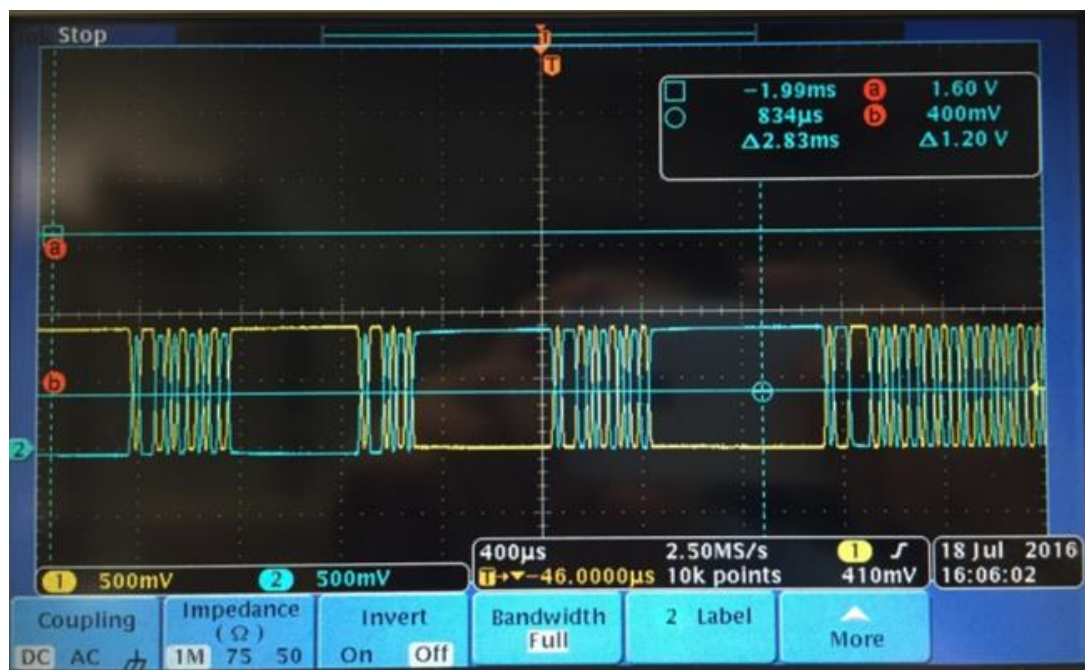 Stop
T
T
−1.99ms a 1.60 V
834µs b 400mV
Δ2.83ms Δ1.20 V
a
b
2
400µs 2.50MS/s 1
T→▼−46.0000µs 10k points 410mV
18 Jul 2016
16:06:02
1 500mV 2 500mV
Coupling
DC AC
Impedance
(Ω)
1M 75 50
Invert
On Off
Bandwidth
Full
2 Label
More